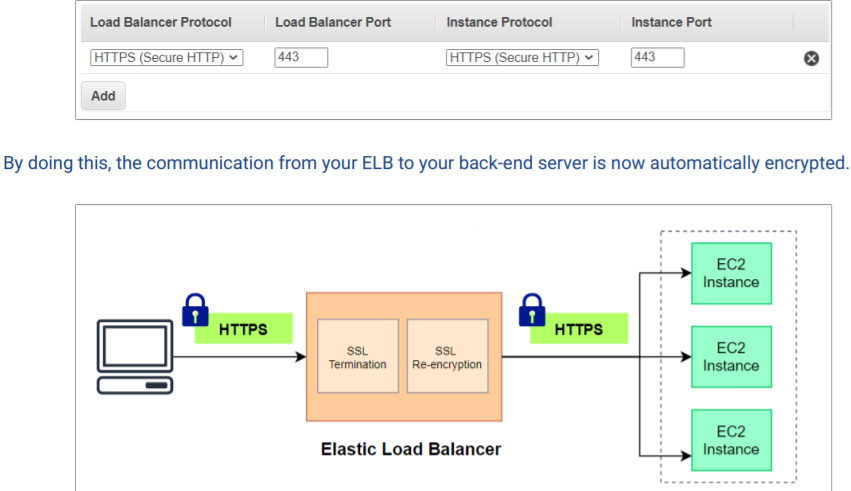 Load Balancer Protocol Load Balancer Port Instance Protocol Instance Port
HTTPS (Secure HTTP) 443 HTTPS (Secure HTTP) 443
Add
By doing this, the communication from your ELB to your back-end server is now automatically encrypted.
EC2
Instance
HTTPS
HTTPS
SSL
Termination
SSL
Re-encryption
EC2
Instance
EC2
Instance
Elastic Load Balancer